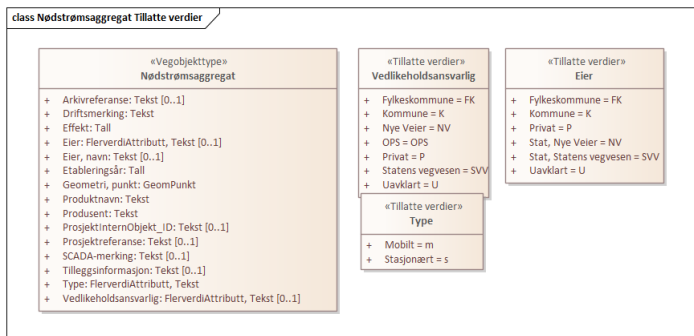 class Nødstrømsaggregat Tillatte verdier
«Vegobjekttype»
Nødstrømsaggregat
+ Arkivreferanse: Tekst [0..1]
+ Driftsmerking: Tekst
+ Effekt: Tall
+ Eier: FlerverdiAttributt, Tekst [0..1]
+ Eier, navn: Tekst [0..1]
+ Etableringsår: Tall
+ Geometri, punkt: GeomPunkt
+ Produktnavn: Tekst
+ Produsent: Tekst
+ ProsjektInternObjekt_ID: Tekst [0..1]
+ Prosjektreferanse: Tekst [0..1]
+ SCADA-merking: Tekst [0..1]
+ Tilleggsinformasjon: Tekst [0..1]
+ Type: FlerverdiAttributt, Tekst
+ Vedlikeholdsansvarlig: FlerverdiAttributt, Tekst [0..1]
«Tillatte verdier»
Vedlikeholdsansvarlig
+ Fylkeskommune = FK
+ Kommune = K
+ Nye Veier = NV
+ OPS = OPS
+ Privat = P
+ Statens vegvesen = SVV
+ Uavklart = U
«Tillatte verdier»
Type
+ Mobilt = m
+ Stasjonært = s
«Tillatte verdier»
Eier
+ Fylkeskommune = FK
+ Kommune = K
+ Privat = P
+ Stat, Nye Veier = NV
+ Stat, Statens vegvesen = SVV
+ Uavklart = U